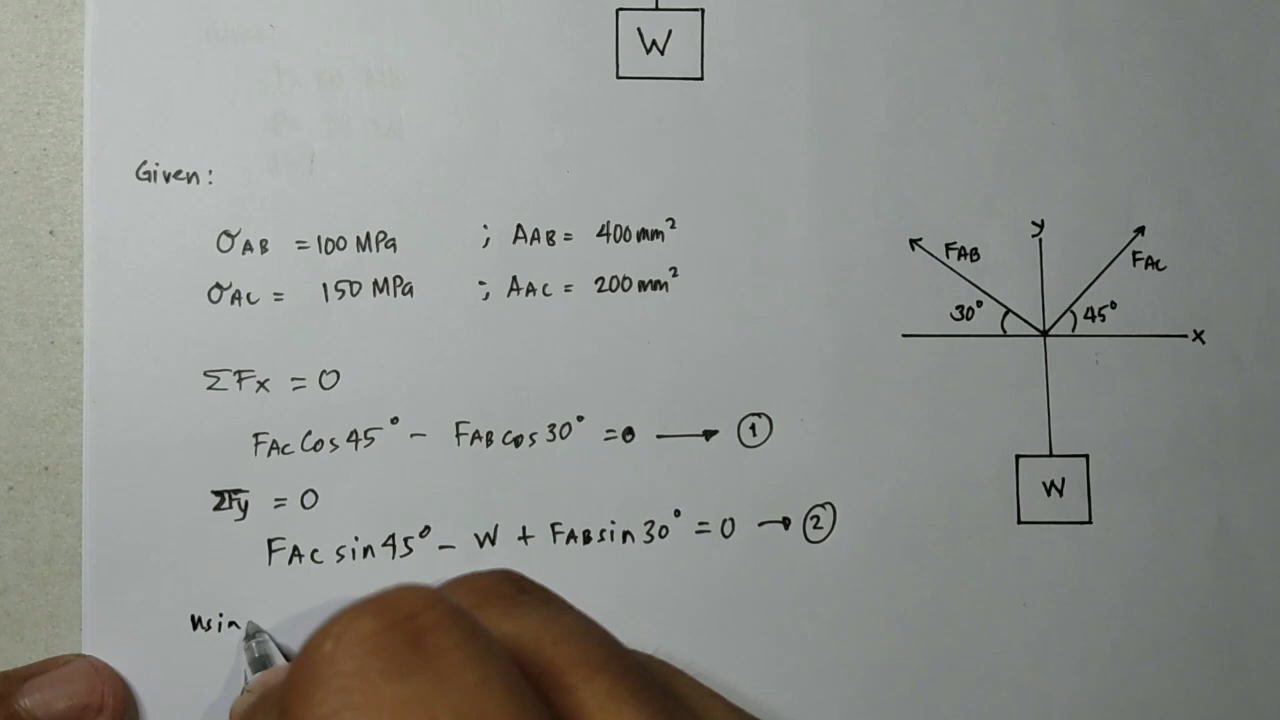 W
Given:
σAB = 100 MPa ; AAB = 400 mm²
σAC = 150 MPa ; AAC = 200 mm²
y
FAB
FAC
30°
45°
x
ΣFx = 0
FAC Cos 45° - FAB cos 30° = 0 → ①
ΣFy = 0
W
FAC sin 45° - W + FAB sin 30° = 0 → ②
usin